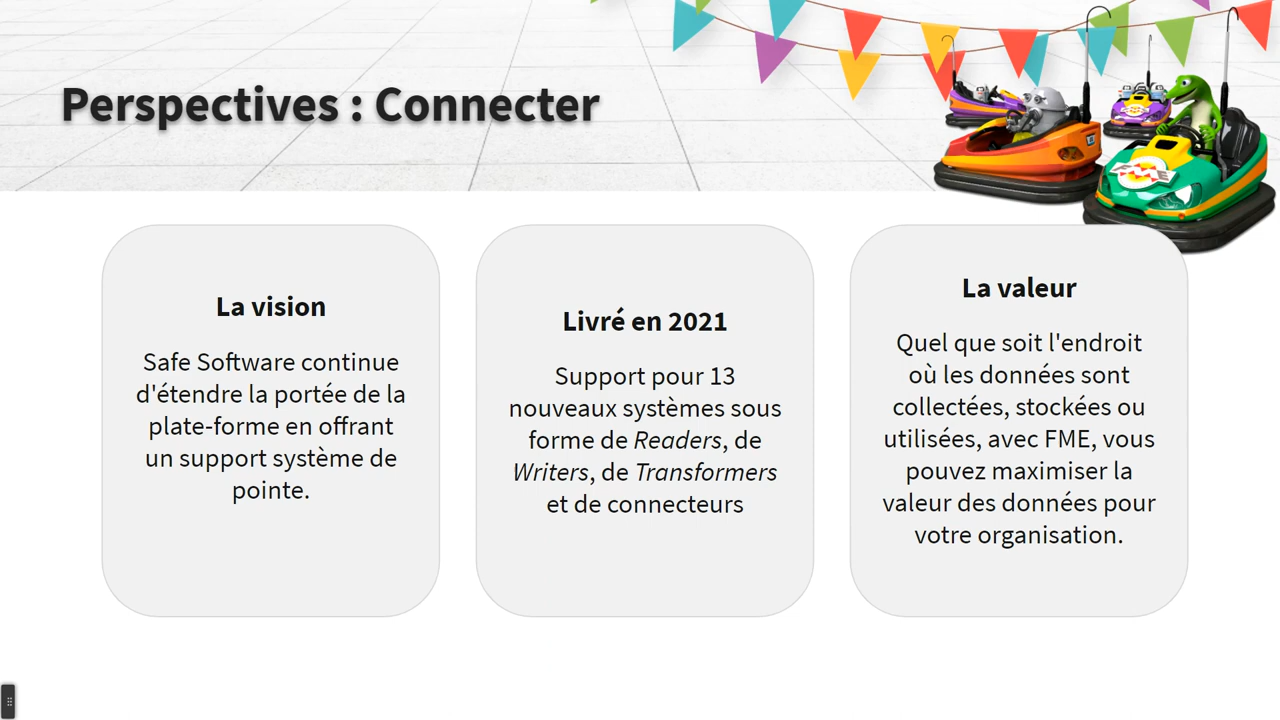 Perspectives : Connecter
La vision
Safe Software continue
d'étendre la portée de la
plate-forme en offrant
un support système de
pointe.
Livré en 2021
Support pour 13
nouveaux systèmes sous
forme de Readers, de
Writers, de Transformers
et de connecteurs
La valeur
Quel que soit l'endroit
où les données sont
collectées, stockées ou
utilisées, avec FME, vous
pouvez maximiser la
valeur des données pour
votre organisation.